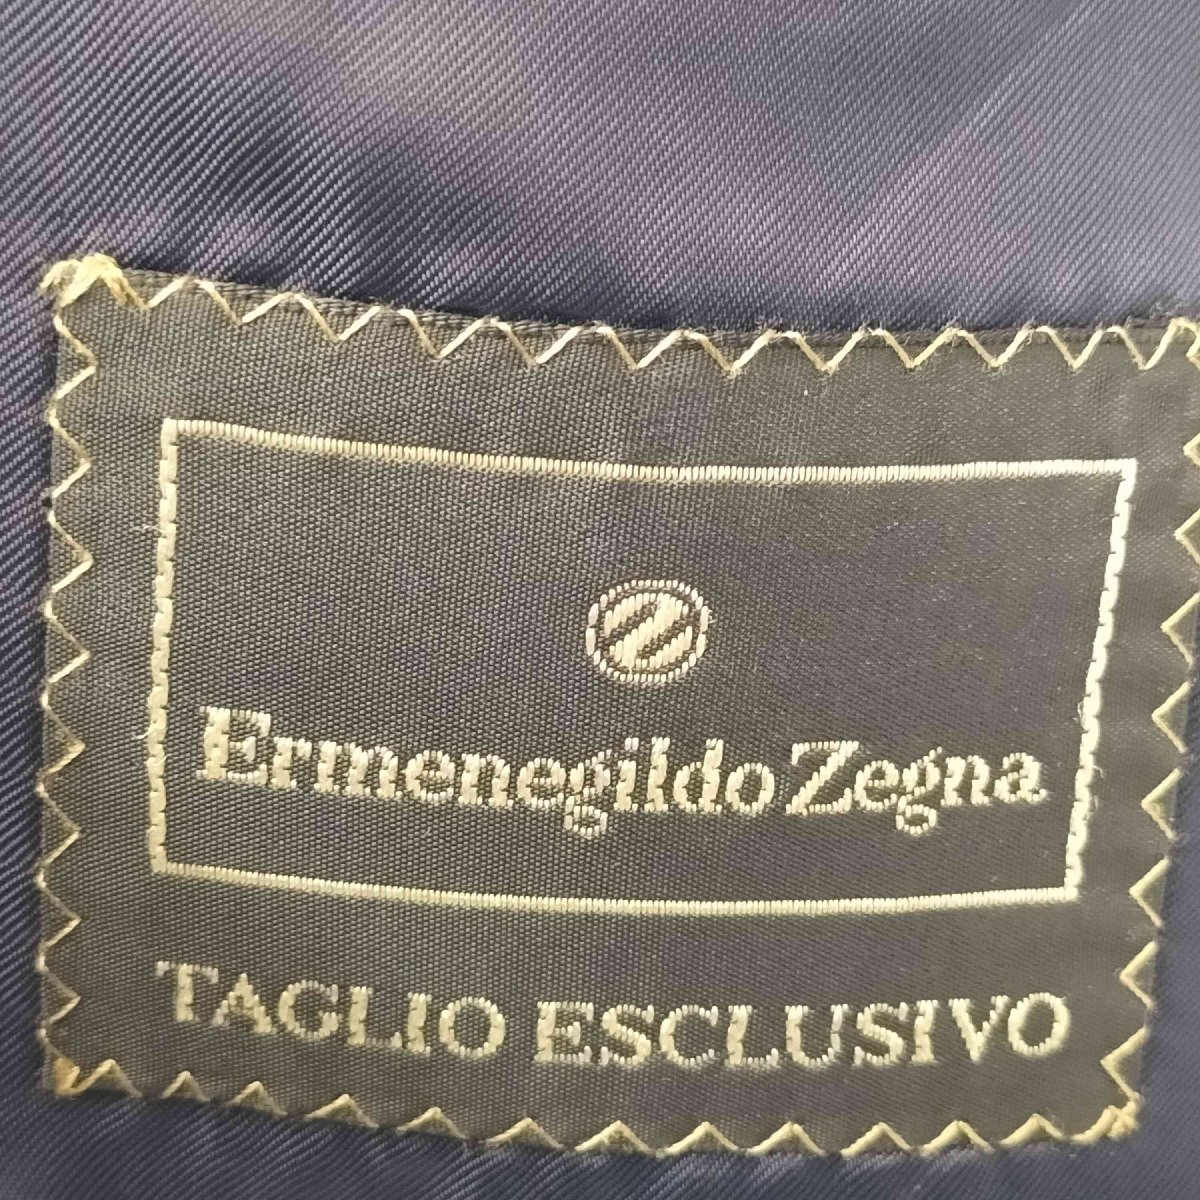 Z
Ermenegildo Zegna
TAGLIO ESCLUSIVO